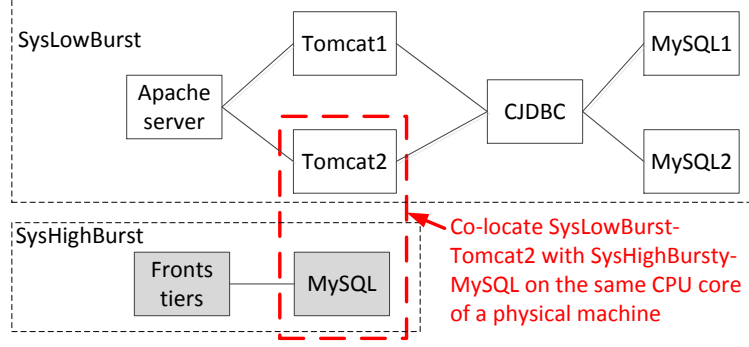 SysLowBurst
Tomcat1
MySQL1
Apache
server
CJDBC
Tomcat2
MySQL2
SysHighBurst
Co-locate SysLowBurst-
Tomcat2 with SysHighBursty-
MySQL on the same CPU core
of a physical machine
Fronts
tiers
MySQL